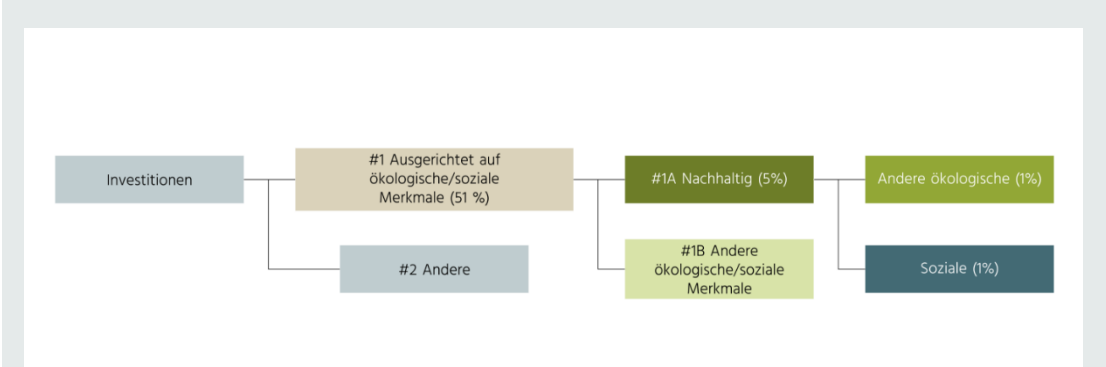 Investitionen
#1 Ausgerichtet auf
ökologische/soziale
Merkmale (51 %)
#2 Andere
#1A Nachhaltig (5%)
#1B Andere
ökologische/soziale
Merkmale
Andere ökologische (1%)
Soziale (1%)